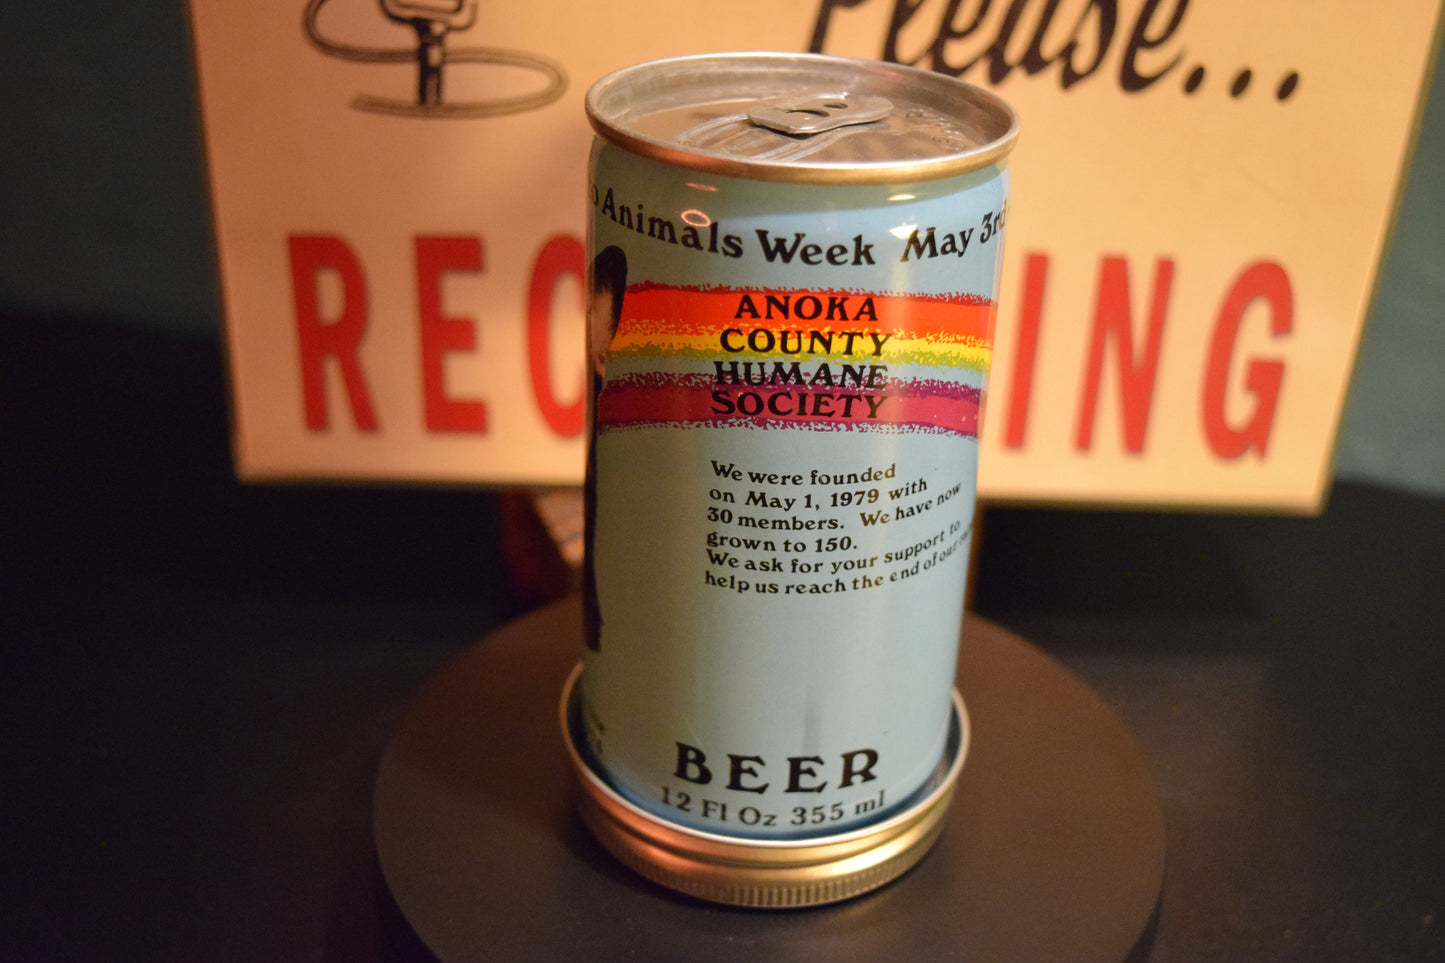 Please...
REC ING
Animals Week May 3rd
ANOKA
COUNTY
HUMANE
SOCIETY
We were founded
on May 1, 1979 with
30 members. We have now
grown to 150.
We ask for your support to
help us reach the end of our
BEER
12 Fl Oz 355 ml